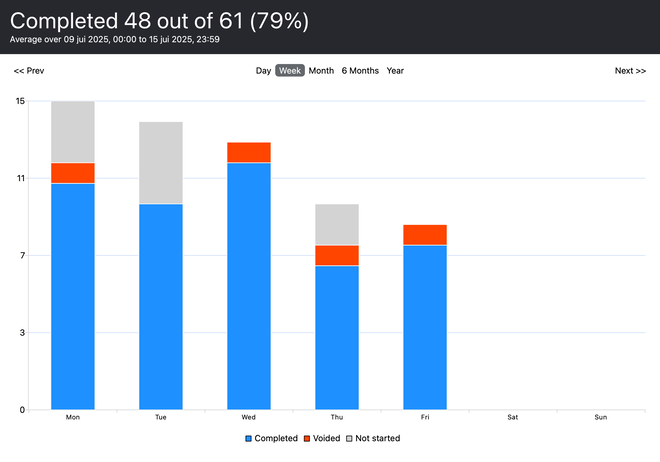 Completed 48 out of 61 (79%)
Average over 09 jui 2025, 00:00 to 15 jui 2025, 23:59
<< Prev Day Week Month 6 Months Year Next >>
15
11
7
3
0
Mon Tue Wed Thu Fri Sat Sun
Completed Voided Not started